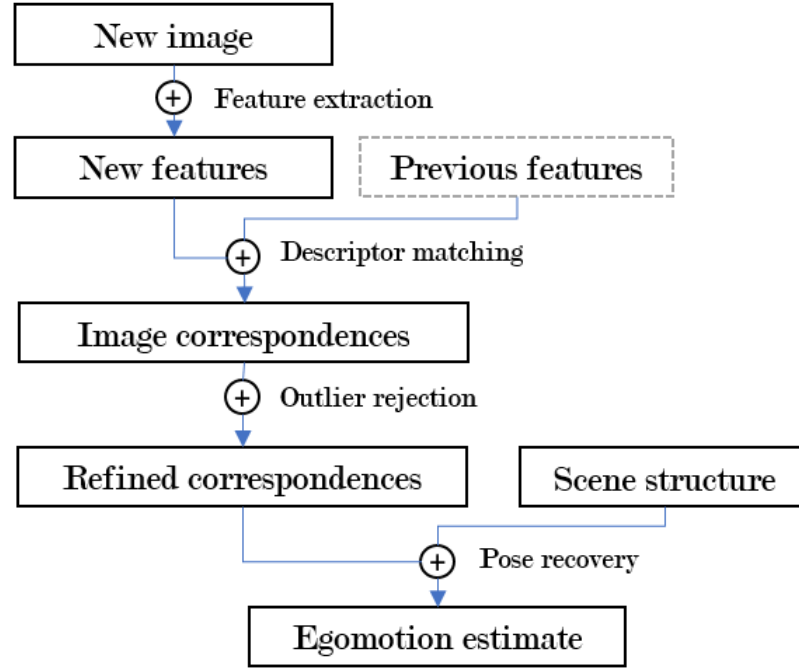 New image
Feature extraction
New features
Previous features
Descriptor matching
Image correspondences
Outlier rejection
Refined correspondences
Scene structure
Pose recovery
Egomotion estimate